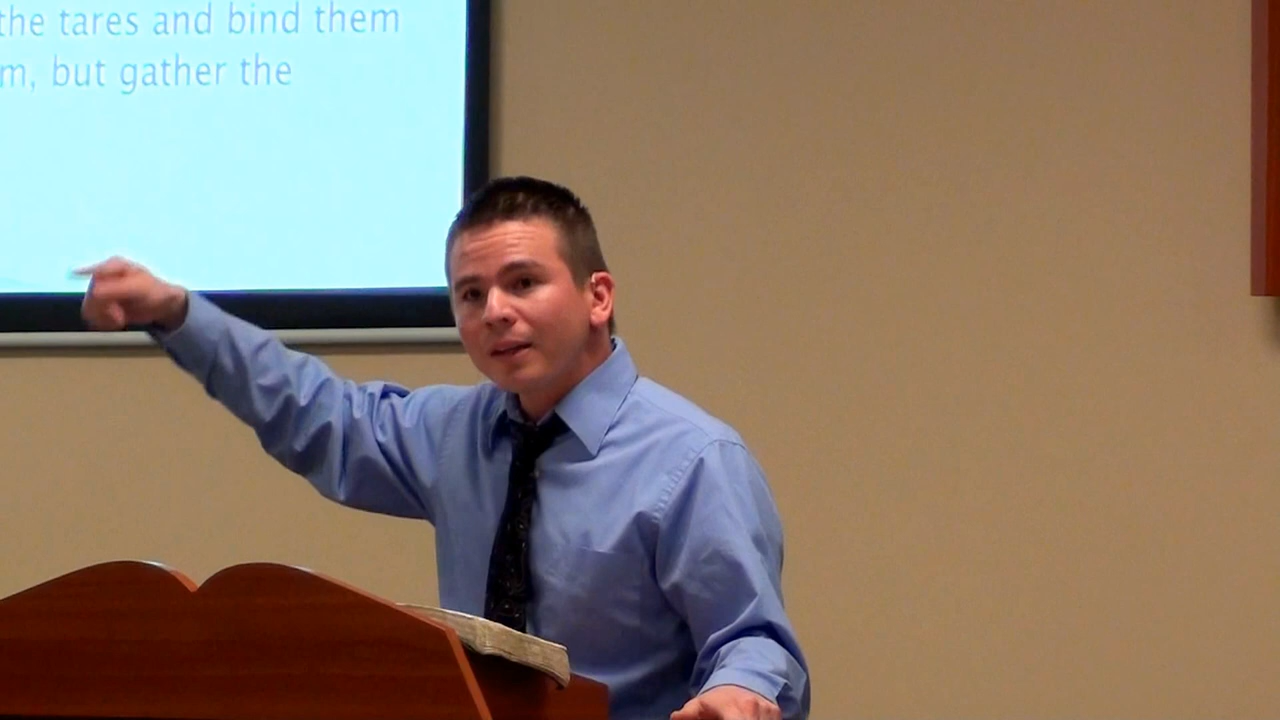 the tares and bind them
m, but gather the